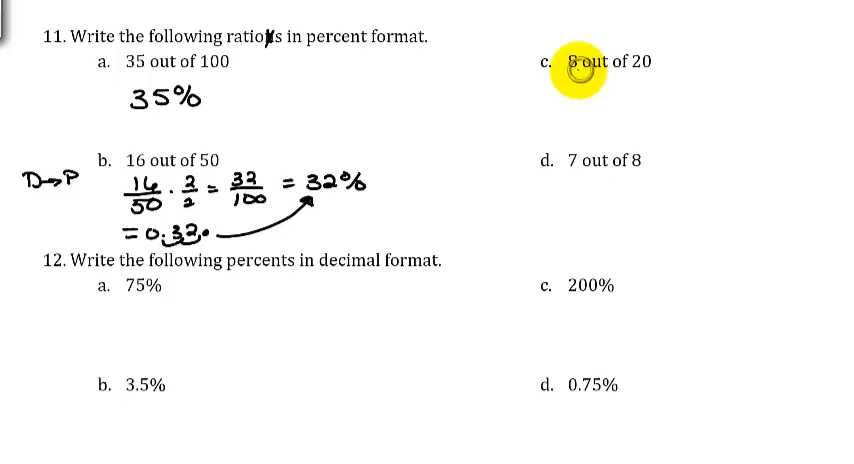 11. Write the following ratios in percent format.
a. 35 out of 100
35%
b. 16 out of 50
D→P
16/50 · 2/2 = 32/100 = 32%
= 0.32.
c. 8 out of 20
d. 7 out of 8
12. Write the following percents in decimal format.
a. 75%
b. 3.5%
c. 200%
d. 0.75%